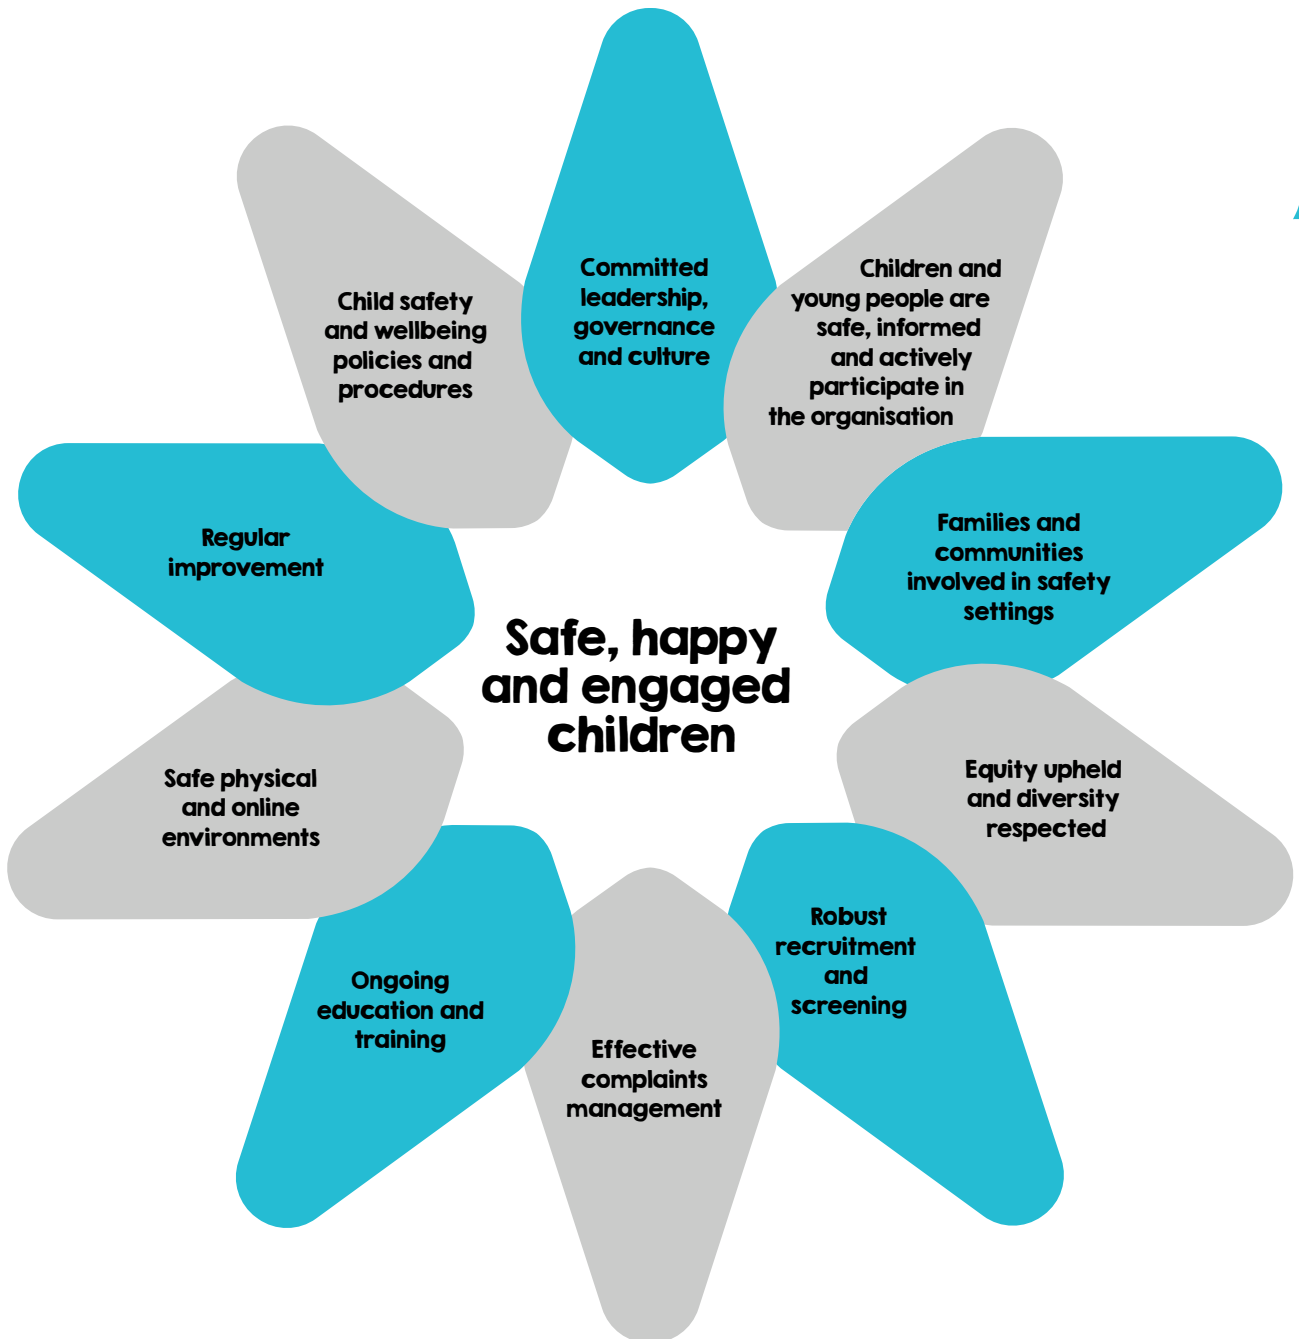 Committed
leadership,
governance
and culture
Children and
young people are
safe, informed
and actively
participate in
the organisation
Families and
communities
involved in safety
settings
Equity upheld
and diversity
respected
Robust
recruitment
and
screening
Effective
complaints
management
Ongoing
education and
training
Safe physical
and online
environments
Regular
improvement
Child safety
and wellbeing
policies and
procedures
Safe, happy
and engaged
children